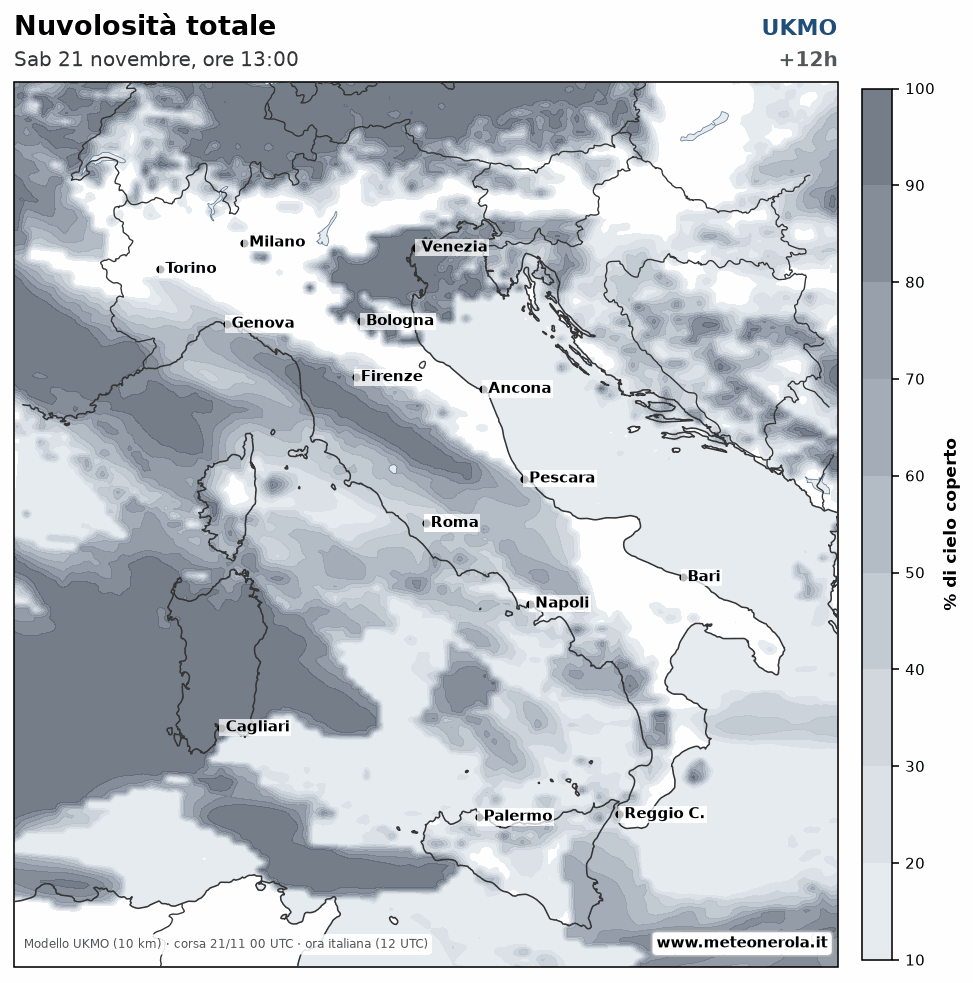 Nuvolosità totale
UKMO
Sab 21 novembre, ore 13:00
+12h
100
90
80
70
60
50
40
30
20
10
% di cielo coperto
Milano
Venezia
Torino
Genova
Bologna
Firenze
Ancona
Pescara
Roma
Bari
Napoli
Cagliari
Palermo
Reggio C.
Modello UKMO (10 km) · corsa 21/11 00 UTC · ora italiana (12 UTC)
www.meteonerola.it